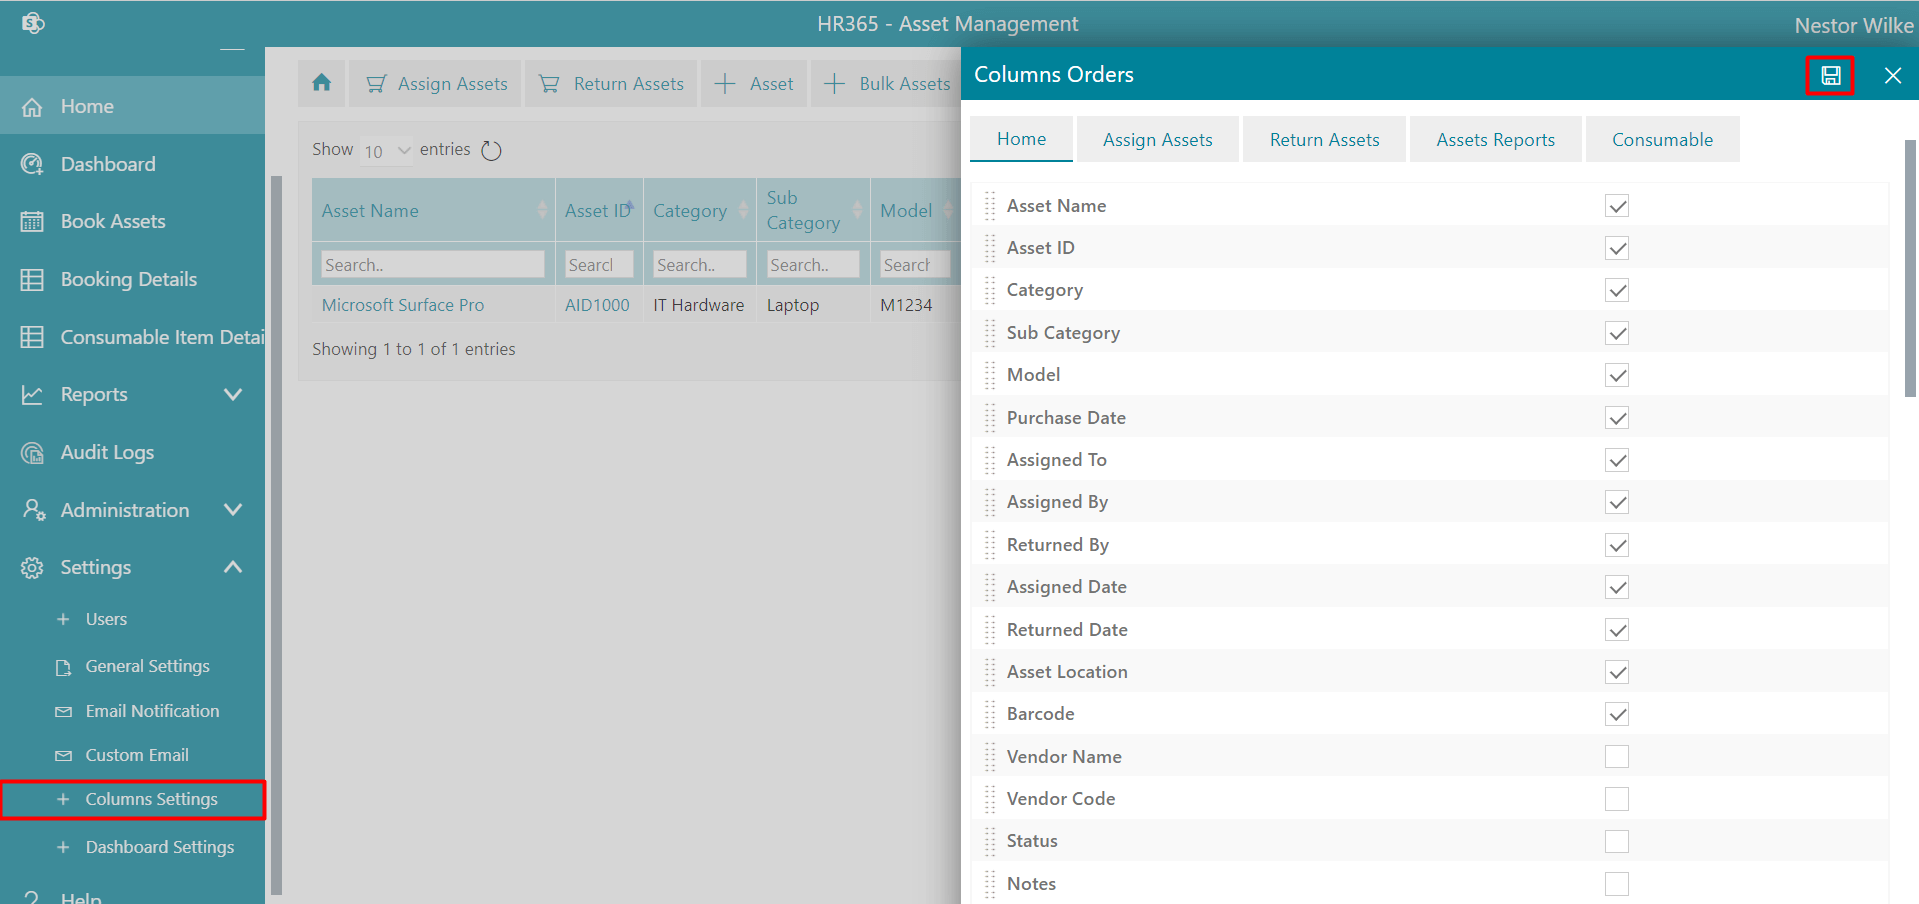 HR365 - Asset Management
Nestor Wilke
Home
Dashboard
Book Assets
Booking Details
Consumable Item Detai
Reports
Audit Logs
Administration
Settings
Users
General Settings
Email Notification
Custom Email
Columns Settings
Dashboard Settings
Help
Assign Assets
Return Assets
Asset
Bulk Assets
Show 10 entries
Asset Name
Asset ID
Category
Sub
Category
Model
Search..
Search
Search..
Search..
Search
Microsoft Surface Pro
AID1000
IT Hardware
Laptop
M1234
Showing 1 to 1 of 1 entries
Columns Orders
Home
Assign Assets
Return Assets
Assets Reports
Consumable
Asset Name
Asset ID
Category
Sub Category
Model
Purchase Date
Assigned To
Assigned By
Returned By
Assigned Date
Returned Date
Asset Location
Barcode
Vendor Name
Vendor Code
Status
Notes